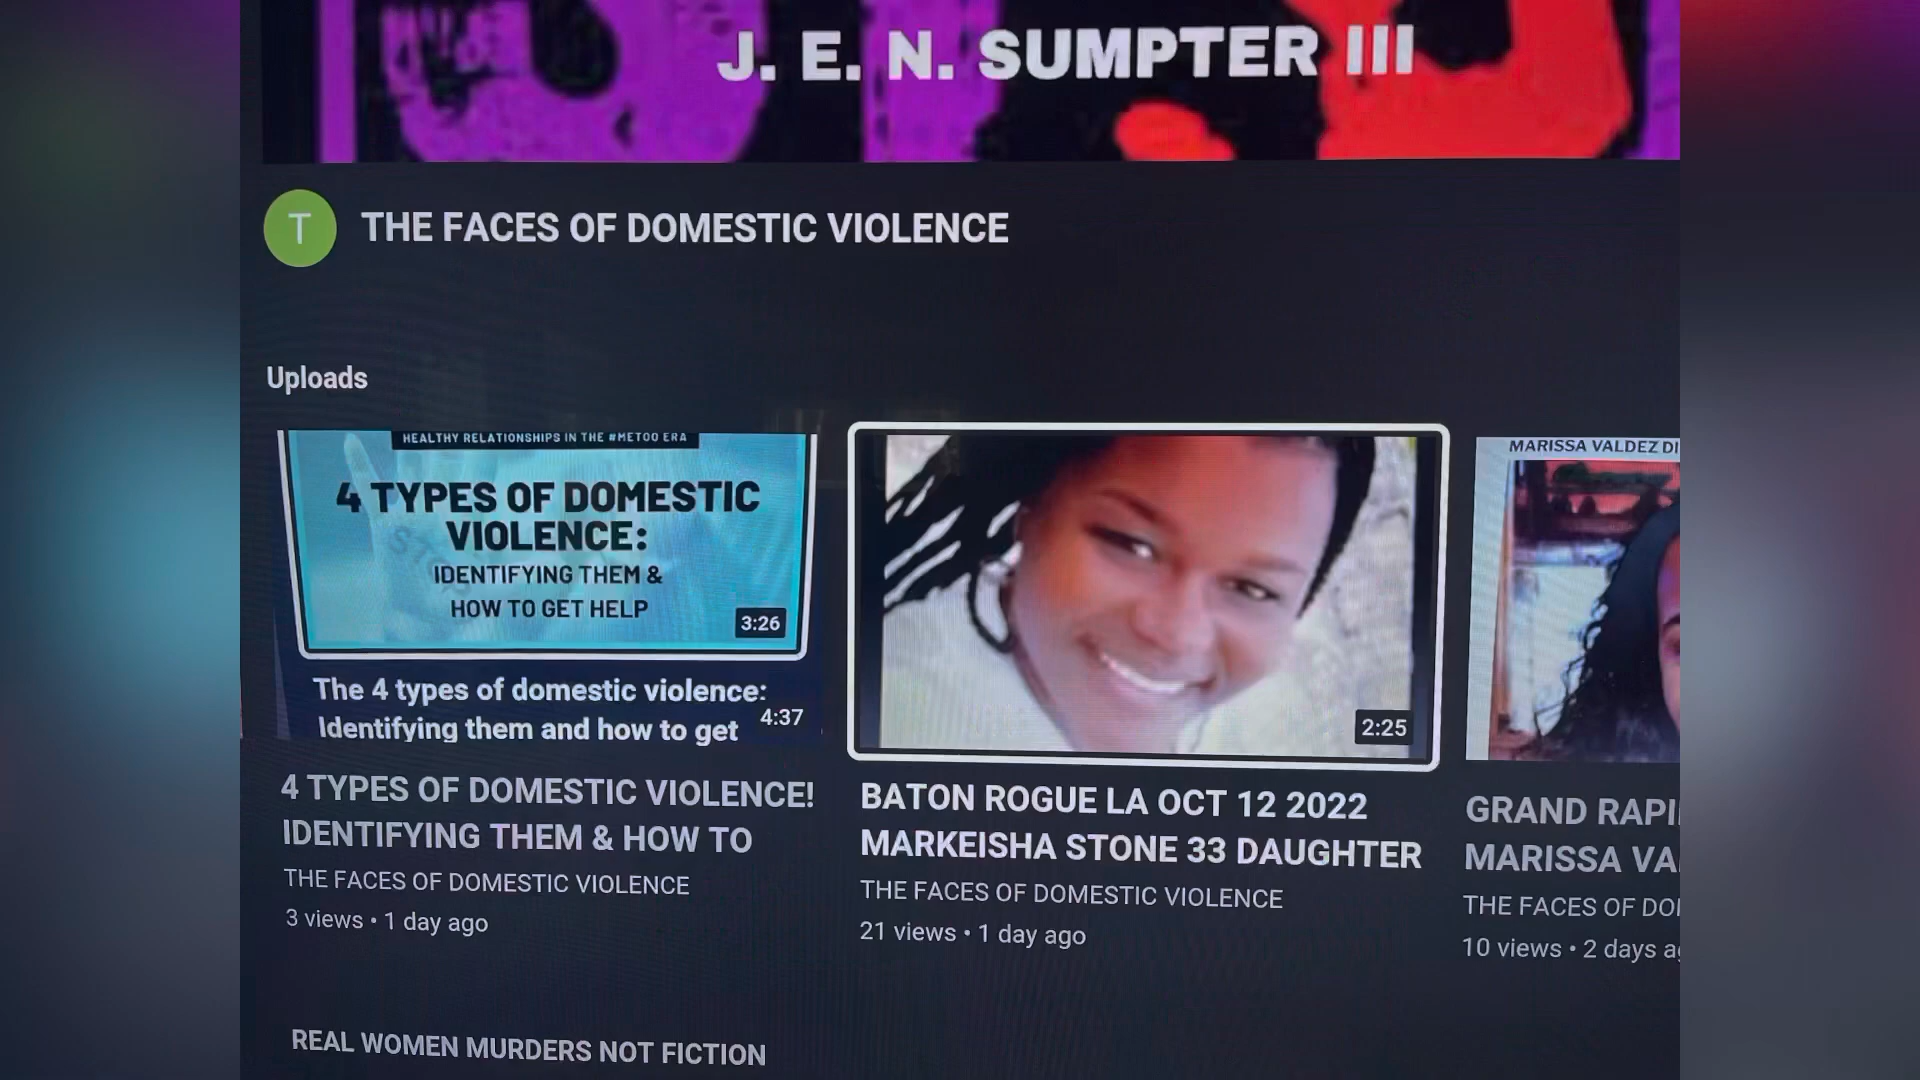 J. E. N. SUMPTER III
T THE FACES OF DOMESTIC VIOLENCE
Uploads
HEALTHY RELATIONSHIPS IN THE #METOO ERA
4 TYPES OF DOMESTIC
VIOLENCE:
IDENTIFYING THEM &
HOW TO GET HELP
3:26
The 4 types of domestic violence:
Identifying them and how to get
4:37
4 TYPES OF DOMESTIC VIOLENCE!
IDENTIFYING THEM & HOW TO
THE FACES OF DOMESTIC VIOLENCE
3 views • 1 day ago
2:25
BATON ROGUE LA OCT 12 2022
MARKEISHA STONE 33 DAUGHTER
THE FACES OF DOMESTIC VIOLENCE
21 views • 1 day ago
MARISSA VALDEZ DI
GRAND RAPI
MARISSA VA
THE FACES OF DO
10 views • 2 days a
REAL WOMEN MURDERS NOT FICTION